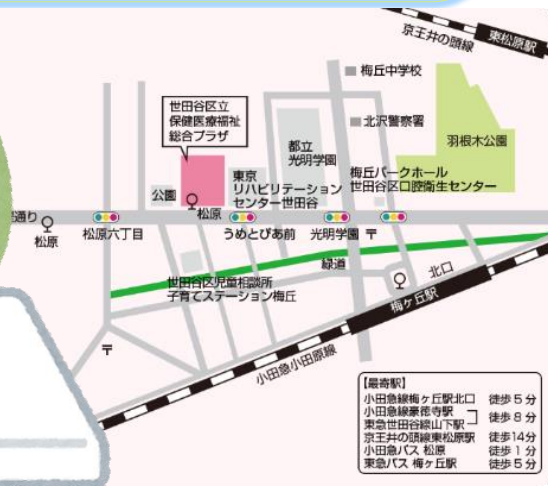 京王井の頭線
東松原駅
梅丘中学校
世田谷区立
保健医療福祉
総合プラザ
北沢警察署
羽根木公園
都立
光明学園
梅丘パークホール
世田谷区口腔衛生センター
東京
リハビリテーション
センター世田谷
公園
松原
通り
松原
松原六丁目
うめとぴあ前
光明学園
〒
緑道
北口
世田谷区児童相談所
子育てステーション梅丘
梅ヶ丘駅
〒
小田急小田原線
【最寄駅】
小田急線梅ヶ丘駅北口 徒歩5分
小田急線豪徳寺駅
東急世田谷線山下駅 徒歩8分
京王井の頭線東松原駅 徒歩14分
小田急バス 松原 徒歩1分
東急バス 梅ヶ丘駅 徒歩5分